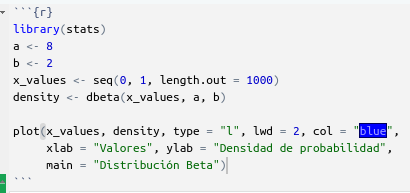 ```{r}
library(stats)
a <- 8
b <- 2
x_values <- seq(0, 1, length.out = 1000)
density <- dbeta(x_values, a, b)
plot(x_values, density, type = "l", lwd = 2, col = "blue",
xlab = "Valores", ylab = "Densidad de probabilidad",
main = "Distribución Beta")
```